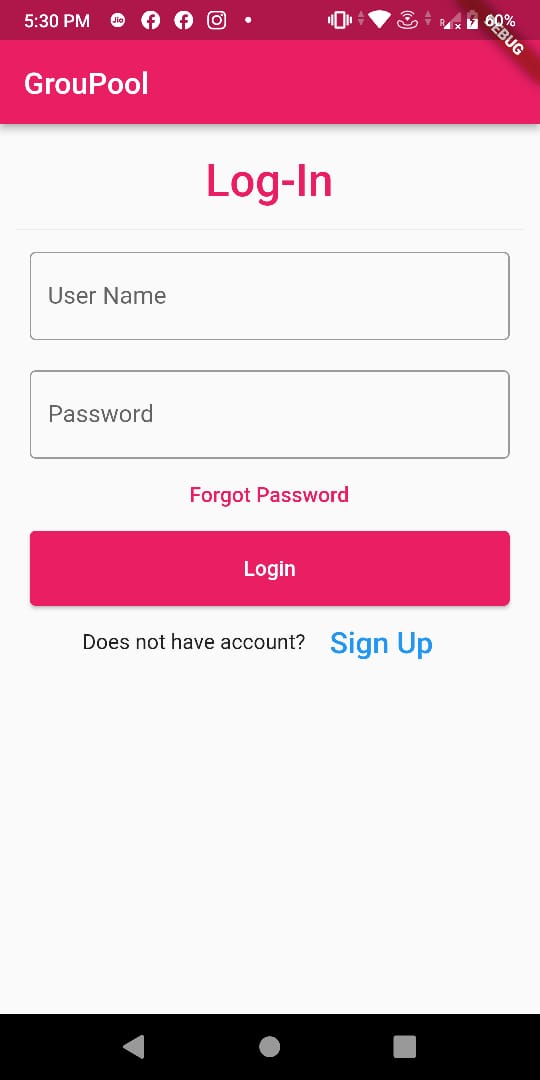 5:30 PM Jio R 60%
DEBUG
GrouPool
Log-In
User Name
Password
Forgot Password
Login
Does not have account? Sign Up